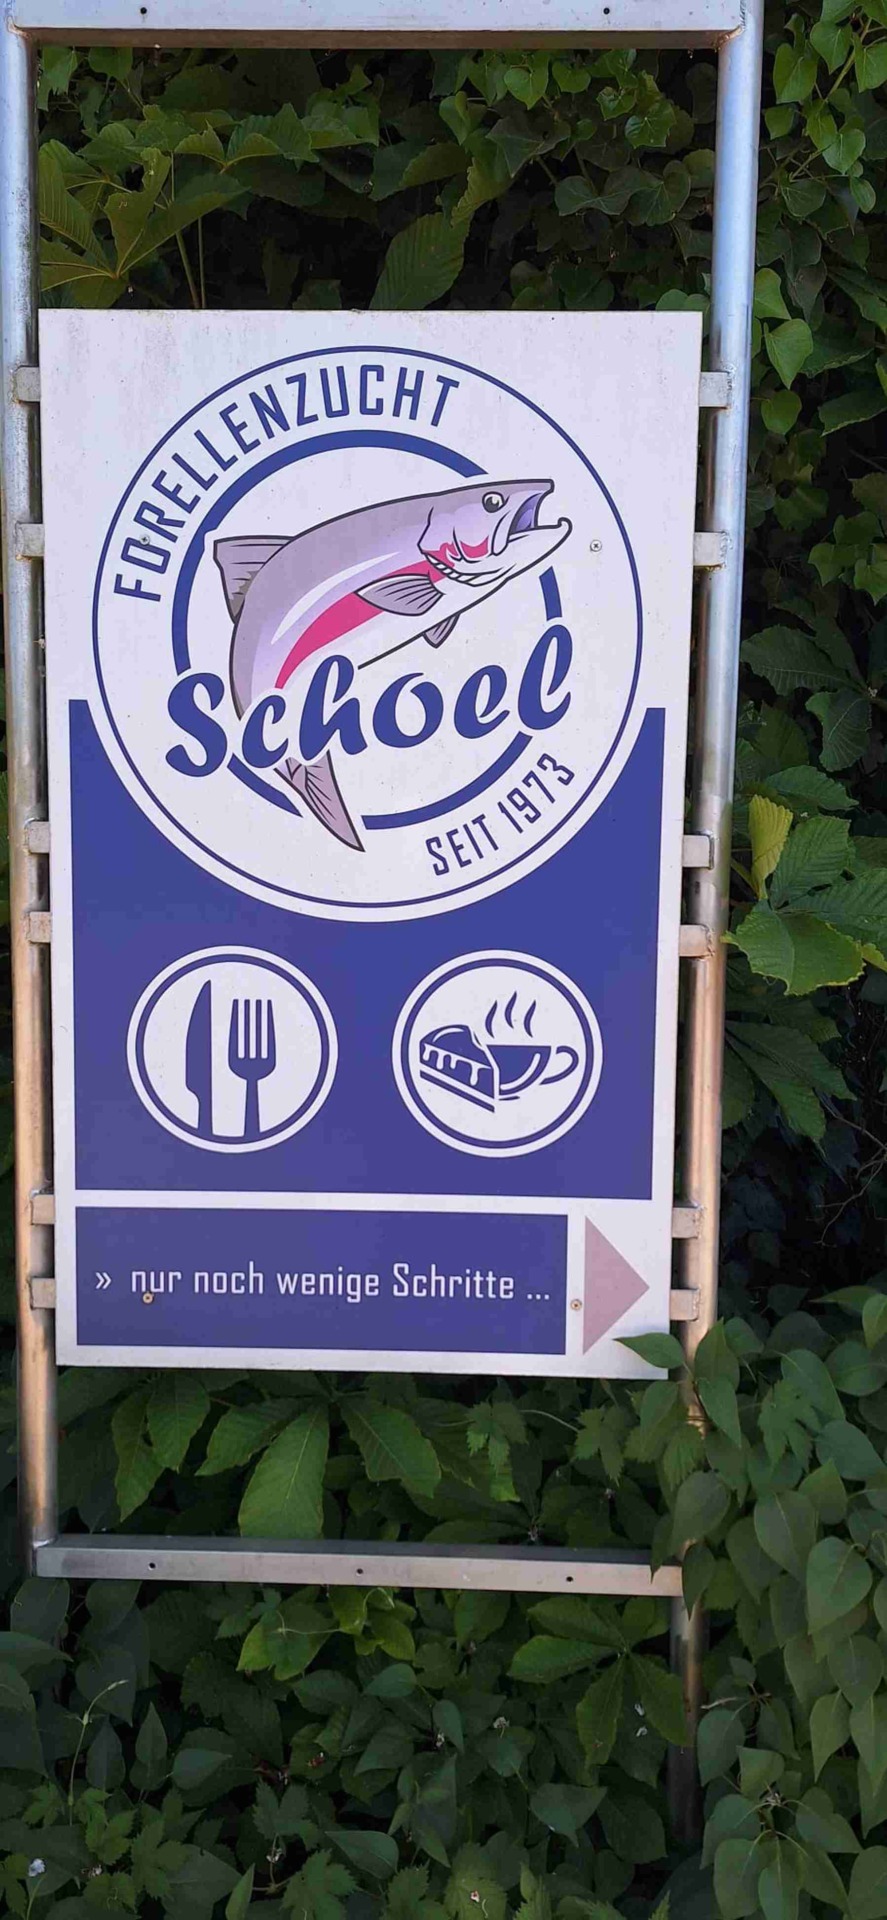 FORELLENZUCHT
Schoel
SEIT 1973
» nur noch wenige Schritte ...